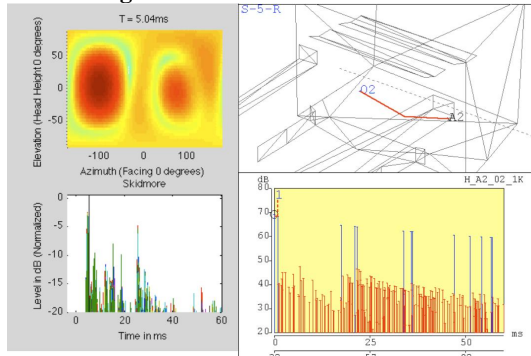 T = 5.04ms
Elevation (Head Height 0 degrees)
50
0
-50
-100
0
100
Azimuth (Facing 0 degrees)
Skidmore
Level in dB (Normalized)
0
-5
-10
-15
-20
0
20
40
60
Time in ms
S-5-R
O2
A2
dB
H_A2_02_1K
80
70
60
50
40
30
20
1
0
25
50
ms